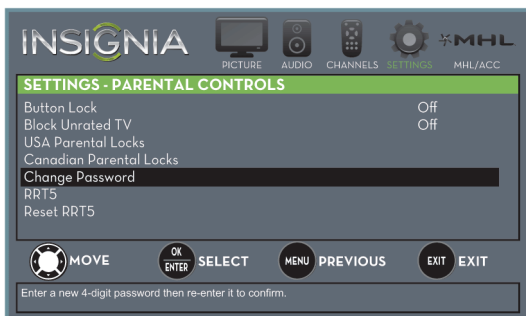 INSIGNIA
PICTURE AUDIO CHANNELS SETTINGS MHL/ACC
MHL
SETTINGS - PARENTAL CONTROLS
Button Lock Off
Block Unrated TV Off
USA Parental Locks
Canadian Parental Locks
Change Password
RRT5
Reset RRT5
MOVE OK ENTER SELECT MENU PREVIOUS EXIT EXIT
Enter a new 4-digit password then re-enter it to confirm.